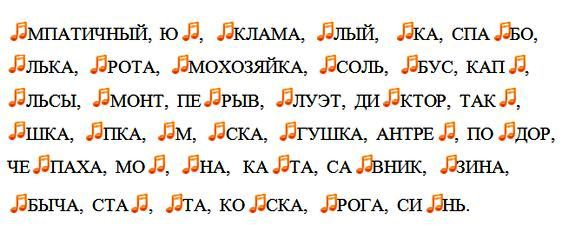 🎵МПАТИЧНЫЙ, Ю🎵, 🎵КЛАМА, 🎵ЛЫЙ, 🎵КА, СПА🎵БО,
🎵ЛЬКА, 🎵РОТА, 🎵МОХОЗЯЙКА, 🎵СОЛЬ, 🎵БУС, КАП🎵,
🎵ЛЬСЫ, 🎵МОНТ, ПЕ🎵РЫВ, 🎵ЛУЭТ, ДИ🎵КТОР, ТАК🎵,
🎵ШКА, 🎵ПКА, 🎵М, 🎵СКА, 🎵ГУШКА, АНТРЕ🎵, ПО🎵ДОР,
ЧЕ🎵ПАХА, МО🎵, 🎵НА, КА🎵ТА, СА🎵ВНИК, 🎵ЗИНА,
🎵БЫЧА, СТА🎵, 🎵ТА, КО🎵СКА, 🎵РОГА, СИ🎵НЬ.